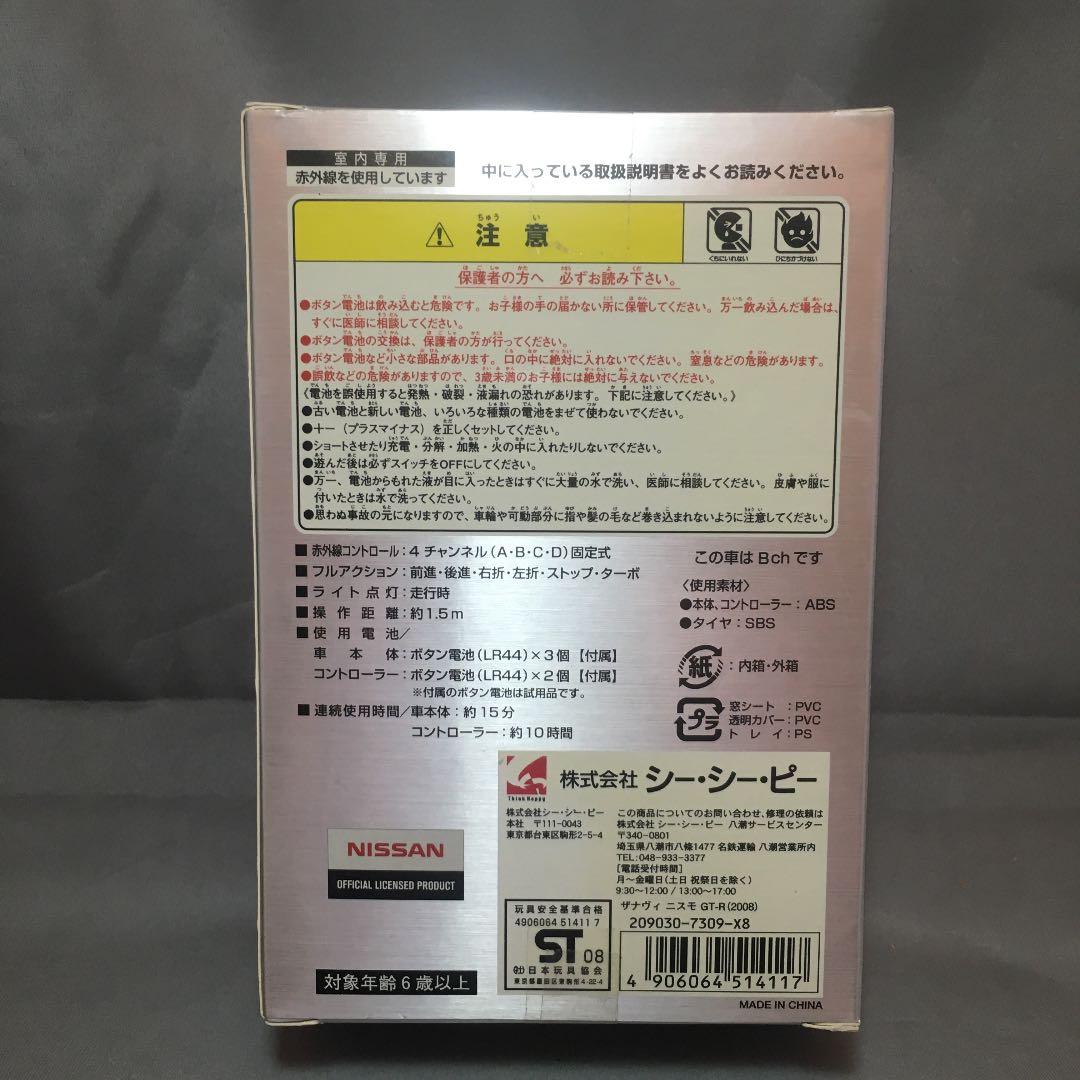 室内専用
赤外線を使用しています
中に入っている取扱説明書をよくお読みください。
注意
くちにいれない
ひにちかづけない
保護者の方へ 必ずお読み下さい。
●ボタン電池は飲み込むと危険です。お子様の手の届かない所に保管してください。万一飲み込んだ場合は、
すぐに医師に相談してください。
●ボタン電池の交換は、保護者の方が行ってください。
●ボタン電池など小さな部品があります。口の中に絶対に入れないでください。窒息などの危険があります。
●誤飲などの危険がありますので、3歳未満のお子様には絶対に与えないでください。
《電池を誤使用すると発熱・破裂・液漏れの恐れがあります。下記に注意してください。》
●古い電池と新しい電池、いろいろな種類の電池をまぜて使わないでください。
●＋－（プラスマイナス）を正しくセットしてください。
●ショートさせたり充電・分解・加熱・火の中に入れたりしないでください。
●遊んだ後は必ずスイッチをOFFにしてください。
●万一、電池からもれた液が目に入ったときはすぐに大量の水で洗い、医師に相談してください。皮膚や服に
付いたときは水で洗ってください。
●思わぬ事故の元になりますので、車輪や可動部分に指や髪の毛など巻き込まれないように注意してください。
■赤外線コントロール：4 チャンネル（A・B・C・D）固定式
■フルアクション：前進・後進・右折・左折・ストップ・ターボ
■ライト点灯：走行時
■操作距離：約1.5m
■使用電池／
車本体：ボタン電池（LR44）×3個【付属】
コントローラー：ボタン電池（LR44）×2個【付属】
※付属のボタン電池は試用品です。
■連続使用時間／車本体：約15分
コントローラー：約10時間
この車はBchです
〈使用素材〉
●本体、コントローラー：ABS
●タイヤ：SBS
紙：内箱・外箱
プラ
窓シート：PVC
透明カバー：PVC
トレイ：PS
Think Happy
株式会社 シー・シー・ピー
株式会社シー・シー・ピー
本社 〒111-0043
東京都台東区駒形2-5-4
この商品についてのお問い合わせ、修理の依頼は
株式会社 シー・シー・ピー 八潮サービスセンター
〒340-0801
埼玉県八潮市八條1477 名鉄運輸 八潮営業所内
TEL:048-933-3377
[電話受付時間]
月～金曜日(土日 祝祭日を除く)
9:30～12:00 / 13:00～17:00
ザナヴィ ニスモ GT-R(2008)
209030-7309-X8
NISSAN
OFFICIAL LICENSED PRODUCT
玩具安全基準合格
4906064 51411 7
ST 08
(社)日本玩具協会
東京都墨田区東駒形4-22-4
4 906064 514117
対象年齢6歳以上
MADE IN CHINA